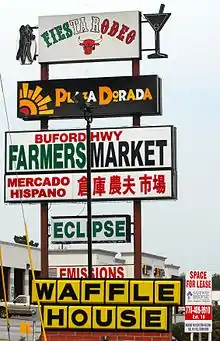 FIESTA RODEO
PLAZA DORADA
BUFORD HWY
FARMERS MARKET
MERCADO
HISPANO
倉庫農夫市場
ECLIPSE
EMISSIONS
WAFFLE
HOUSE
SPACE
FOR LEASE